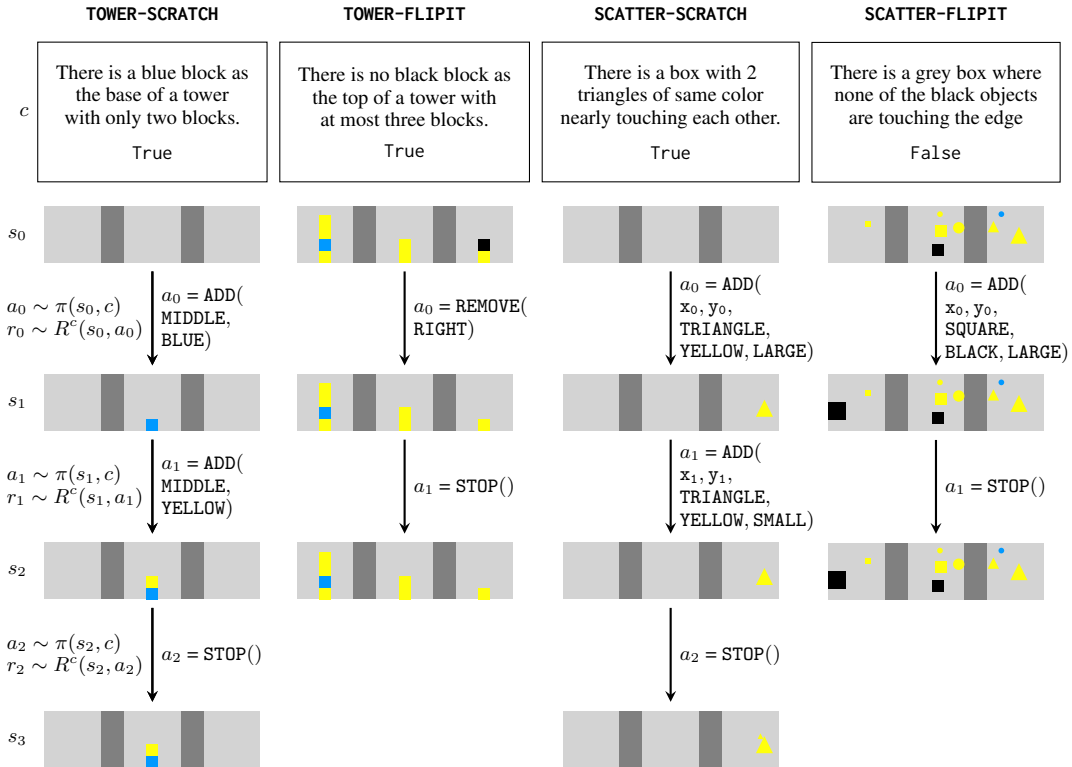 TOWER-SCRATCH
TOWER-FLIPIT
SCATTER-SCRATCH
SCATTER-FLIPIT
c
There is a blue block as
the base of a tower
with only two blocks.
True
There is no black block as
the top of a tower with
at most three blocks.
True
There is a box with 2
triangles of same color
nearly touching each other.
True
There is a grey box where
none of the black objects
are touching the edge
False
s₀
a₀ ∼ π(s₀, c)
r₀ ∼ Rᶜ(s₀, a₀)
a₀ = ADD(
MIDDLE,
BLUE)
a₀ = REMOVE(
RIGHT)
a₀ = ADD(
x₀, y₀,
TRIANGLE,
YELLOW, LARGE)
a₀ = ADD(
x₀, y₀,
SQUARE,
BLACK, LARGE)
s₁
a₁ ∼ π(s₁, c)
r₁ ∼ Rᶜ(s₁, a₁)
a₁ = ADD(
MIDDLE,
YELLOW)
a₁ = STOP()
a₁ = ADD(
x₁, y₁,
TRIANGLE,
YELLOW, SMALL)
a₁ = STOP()
s₂
a₂ ∼ π(s₂, c)
r₂ ∼ Rᶜ(s₂, a₂)
a₂ = STOP()
a₂ = STOP()
s₃